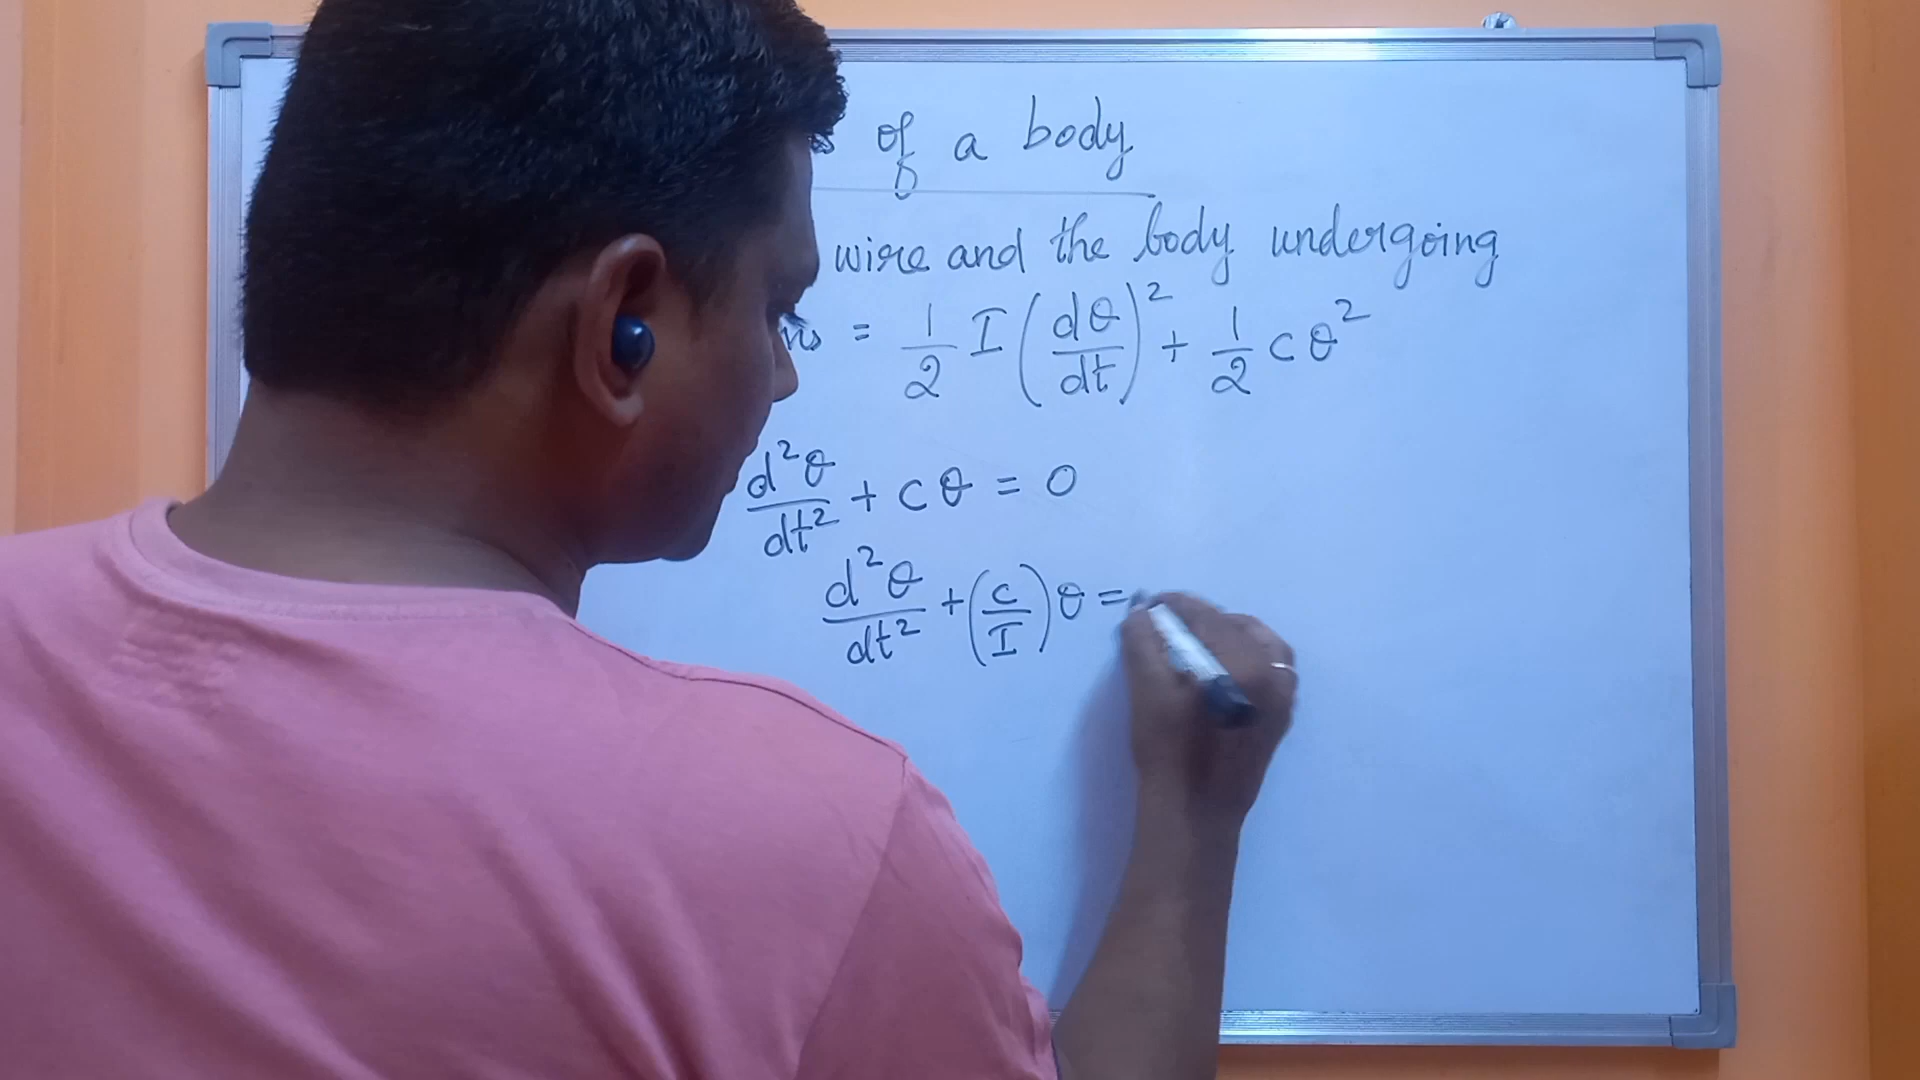 of a body
wire and the body undergoing
= 1/2 I (dθ/dt)² + 1/2 cθ²
d²θ/dt² + cθ = 0
d²θ/dt² + (c/I)θ =